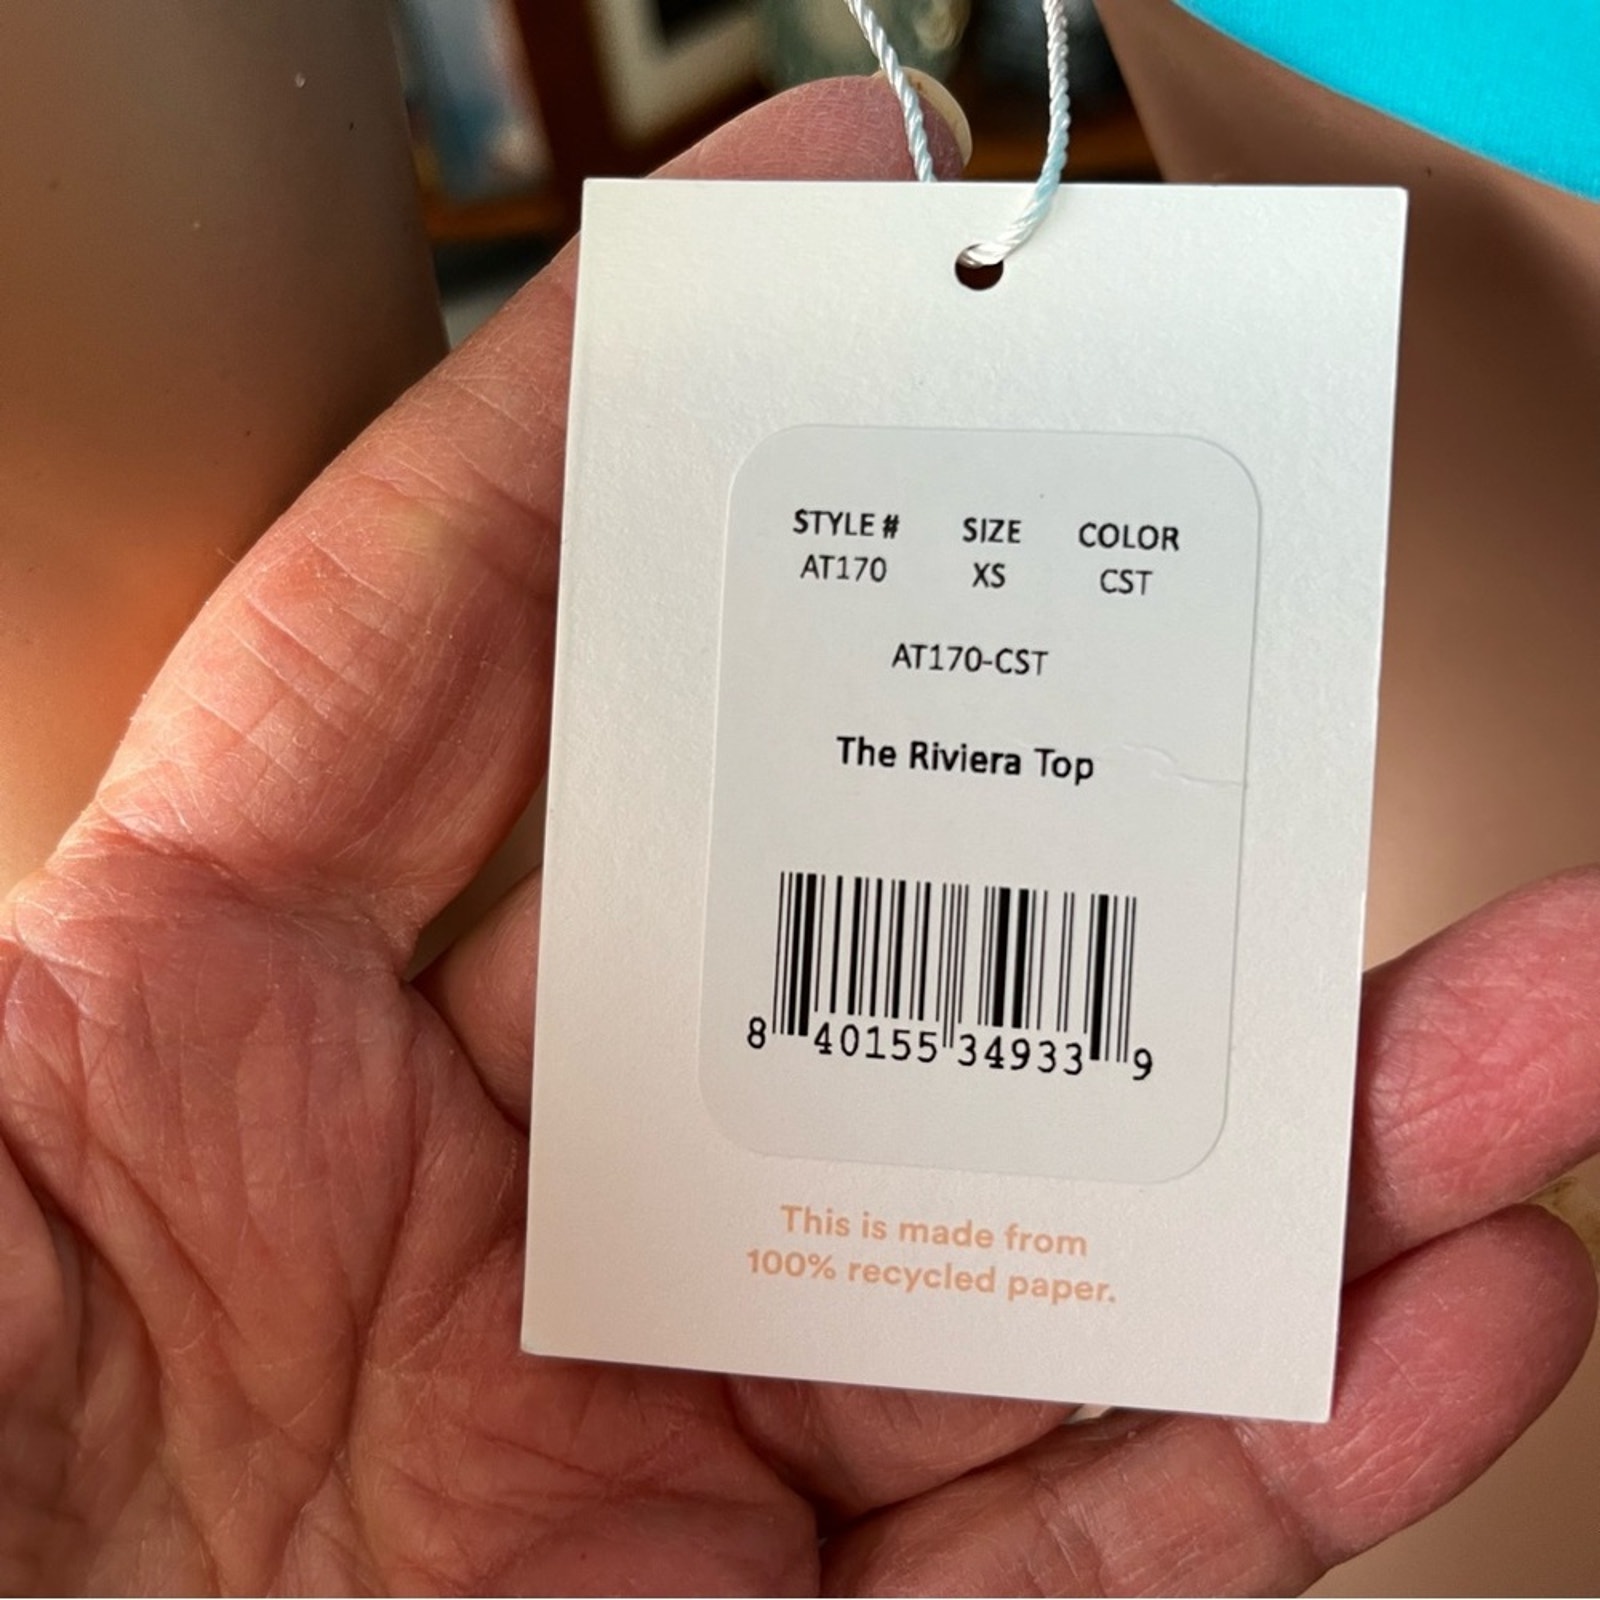 STYLE # SIZE COLOR
AT170 XS CST
AT170-CST
The Riviera Top
8 40155 34933 9
This is made from
100% recycled paper.